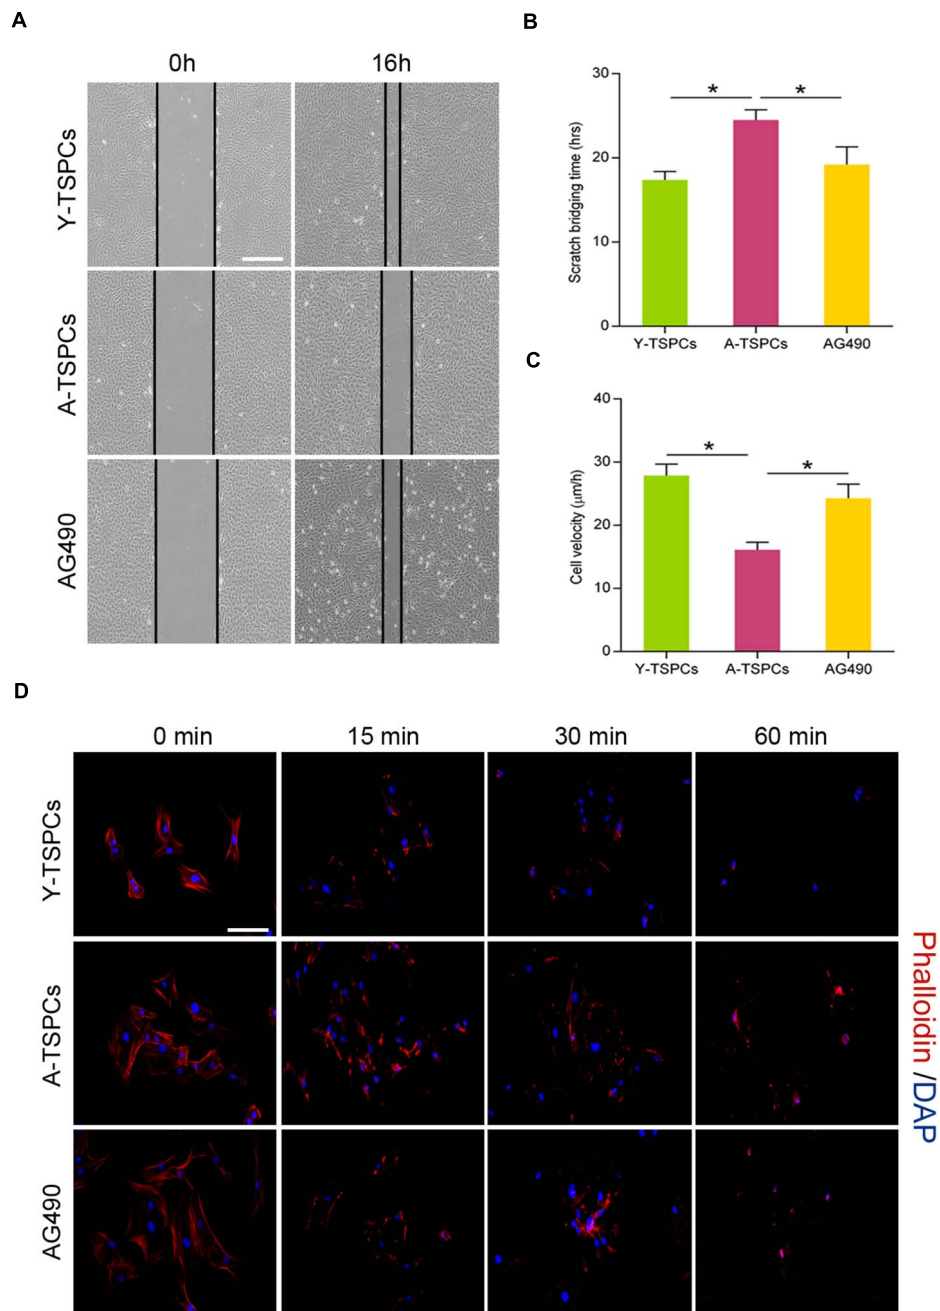 A
0h 16h
Y-TSPCs
A-TSPCs
AG490
B
Scratch bridging time (hrs)
30
20
10
0
* *
Y-TSPCs A-TSPCs AG490
C
Cell velocity (μm/h)
40
30
20
10
0
* *
Y-TSPCs A-TSPCs AG490
D
0 min 15 min 30 min 60 min
Y-TSPCs
A-TSPCs
AG490
Phalloidin /DAP